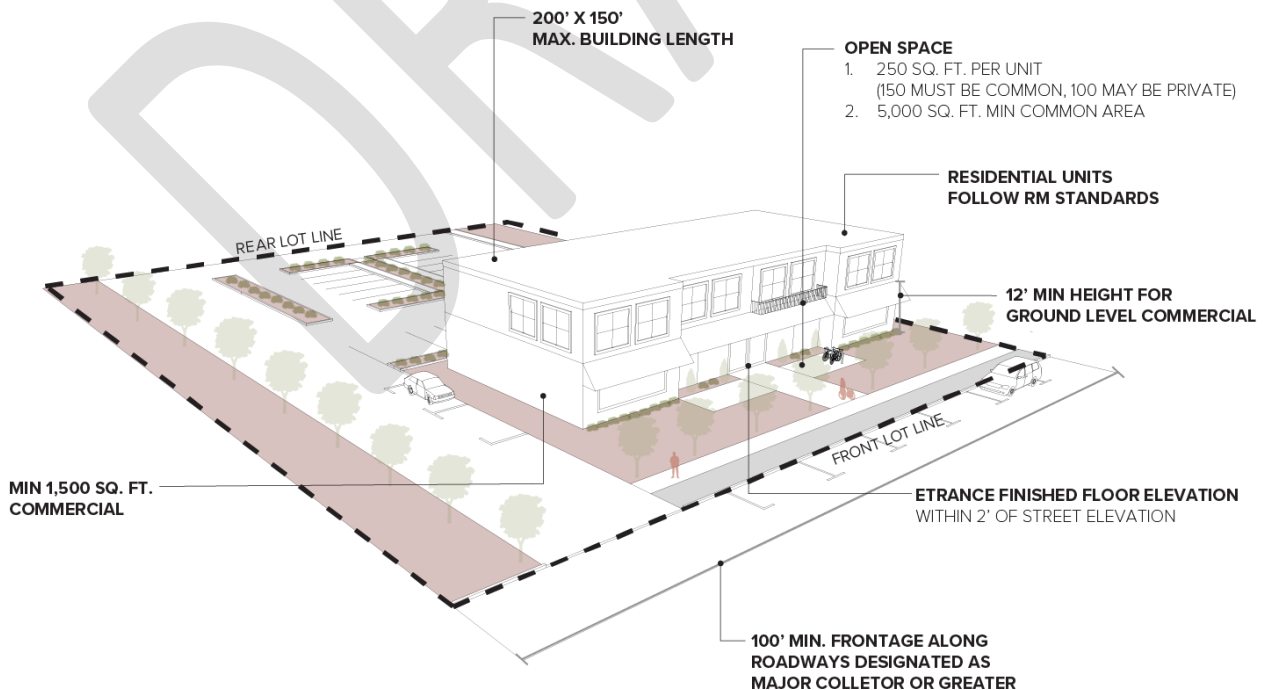 200' X 150'
MAX. BUILDING LENGTH
OPEN SPACE
1. 250 SQ. FT. PER UNIT
(150 MUST BE COMMON, 100 MAY BE PRIVATE)
2. 5,000 SQ. FT. MIN COMMON AREA
RESIDENTIAL UNITS
FOLLOW RM STANDARDS
REAR LOT LINE
12' MIN HEIGHT FOR
GROUND LEVEL COMMERCIAL
FRONT LOT LINE
MIN 1,500 SQ. FT.
COMMERCIAL
ETRANCE FINISHED FLOOR ELEVATION
WITHIN 2' OF STREET ELEVATION
100' MIN. FRONTAGE ALONG
ROADWAYS DESIGNATED AS
MAJOR COLLETOR OR GREATER